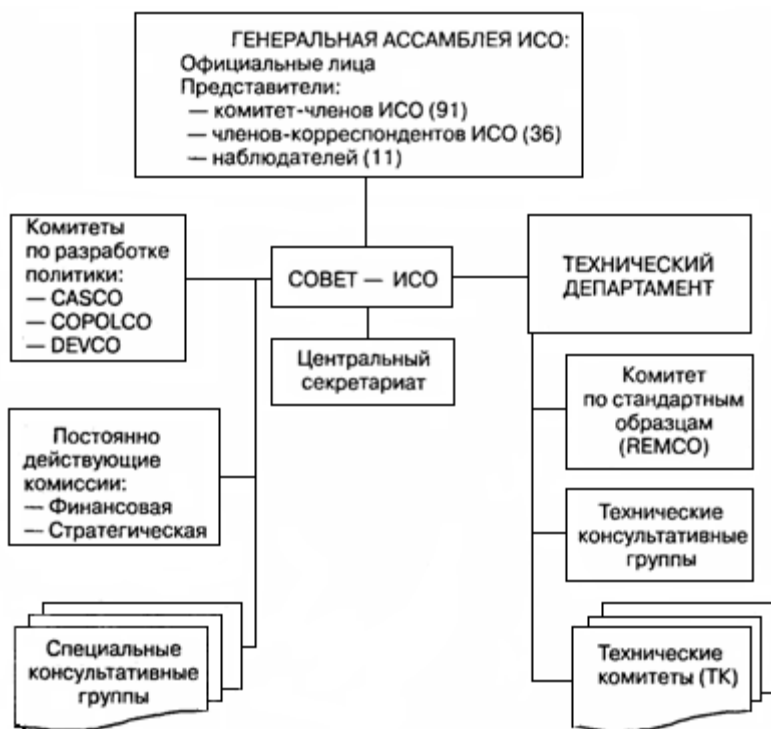 ГЕНЕРАЛЬНАЯ АССАМБЛЕЯ ИСО:
Официальные лица
Представители:
— комитет-членов ИСО (91)
— членов-корреспондентов ИСО (36)
— наблюдателей (11)
Комитеты
по разработке
политики:
— CASCO
— COPOLCO
— DEVCO
СОВЕТ — ИСО
ТЕХНИЧЕСКИЙ
ДЕПАРТАМЕНТ
Центральный
секретариат
Комитет
по стандартным
образцам
(REMCO)
Постоянно
действующие
комиссии:
— Финансовая
— Стратегическая
Технические
консультативные
группы
Специальные
консультативные
группы
Технические
комитеты (ТК)